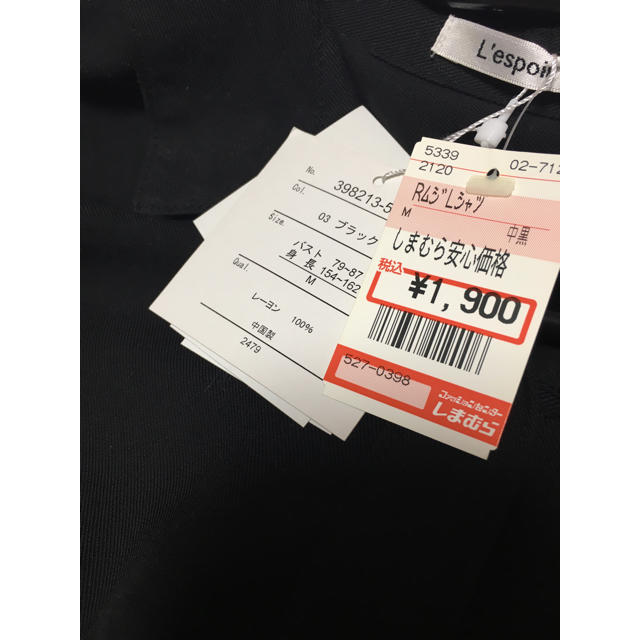 L'espoi
No. 398213-5
Col. 03 ブラック
Size. バスト 79-87
身長 154-162
M
Qual. レーヨン 100%
中国製
2479
5339
2120 02-712
RムジLシャツ
M 中黒
しまむら安心価格
税込 ¥1,900
527-0398
ファッションセンター
しまむら